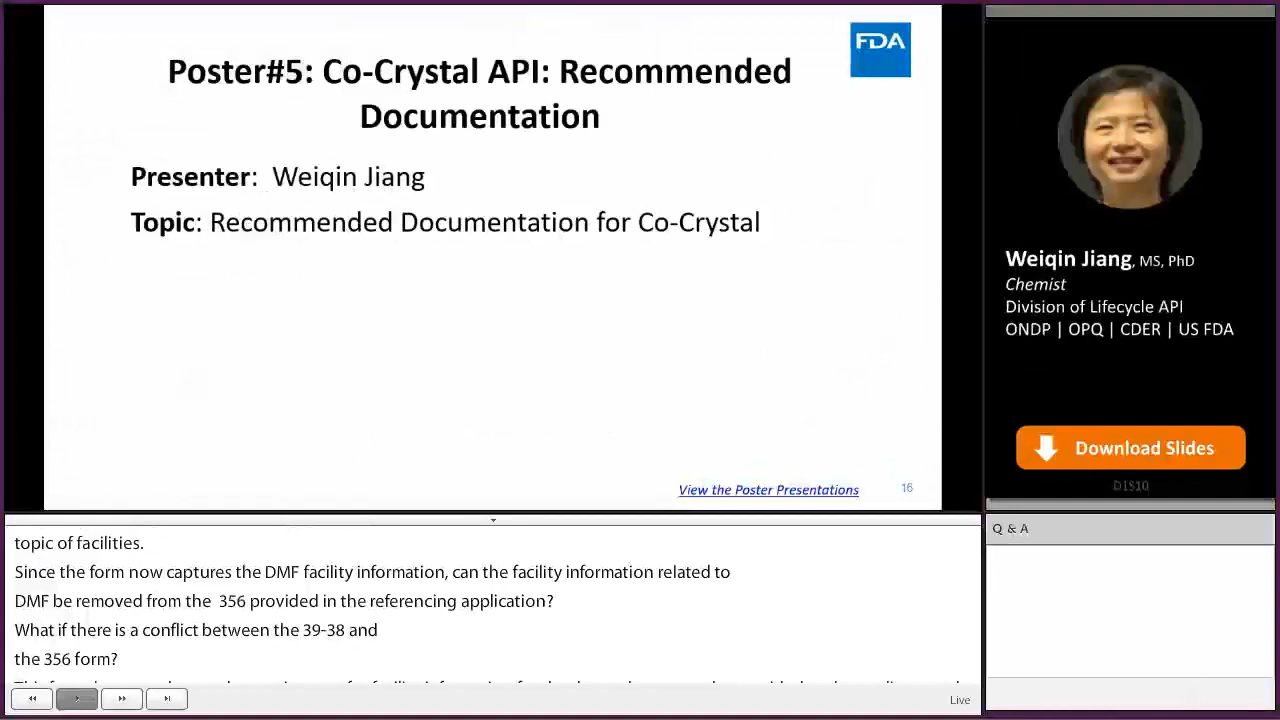 FDA
Poster#5: Co-Crystal API: Recommended
Documentation
Presenter: Weiqin Jiang
Topic: Recommended Documentation for Co-Crystal
View the Poster Presentations
16
Weiqin Jiang, MS, PhD
Chemist
Division of Lifecycle API
ONDP | OPQ | CDER | US FDA
Download Slides
D1S10
topic of facilities.
Since the form now captures the DMF facility information, can the facility information related to
DMF be removed from the 356 provided in the referencing application?
What if there is a conflict between the 39-38 and
the 356 form?
Q & A
Live